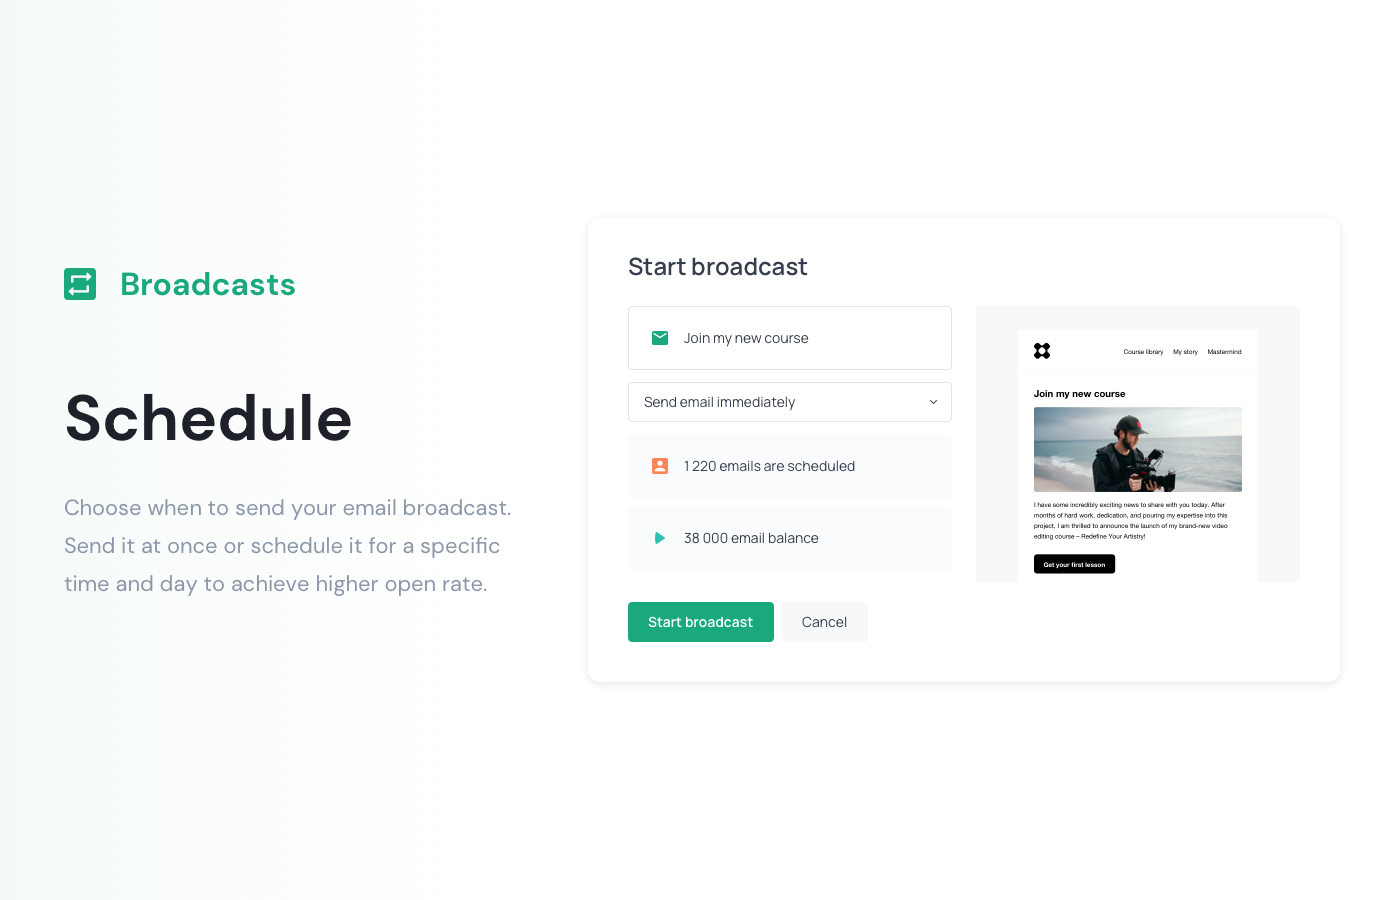 Broadcasts
Schedule
Choose when to send your email broadcast.
Send it at once or schedule it for a specific
time and day to achieve higher open rate.
Start broadcast
Join my new course
Send email immediately
1 220 emails are scheduled
38 000 email balance
Start broadcast
Cancel
Course library My story Mastermind
Join my new course
I have some incredibly exciting news to share with you today. After
months of hard work, dedication, and pouring my expertise into this
project, I am thrilled to announce the launch of my brand-new video
editing course – Redefine Your Artistry!
Get your first lesson